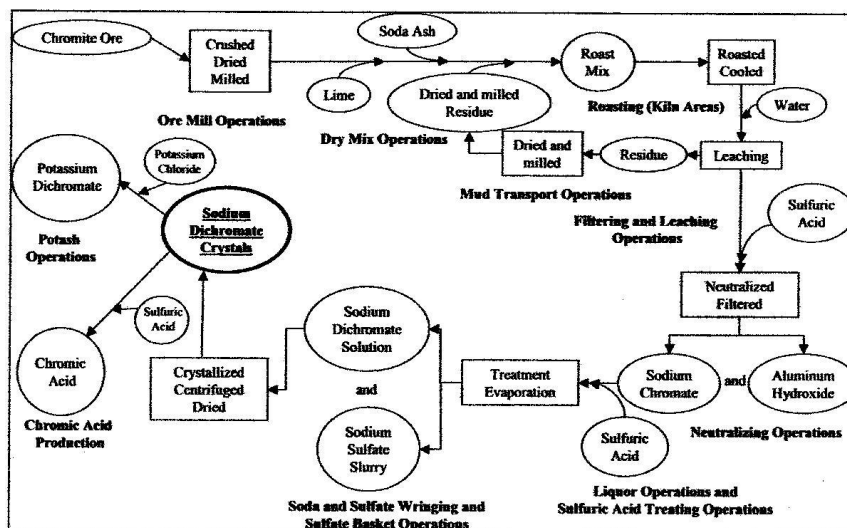 Chromite Ore
Crushed
Dried
Milled
Soda Ash
Lime
Roast
Mix
Roasted
Cooled
Ore Mill Operations
Dried and milled
Residue
Dry Mix Operations
Roasting (Kiln Areas)
Water
Dried and
milled
Residue
Leaching
Mud Transport Operations
Potassium
Dichromate
Potassium
Chloride
Potash
Operations
Sodium
Dichromate
Crystals
Filtering and Leaching
Operations
Sulfuric
Acid
Neutralized
Filtered
Sulfuric
Acid
Chromic
Acid
Chromic Acid
Production
Crystallized
Centrifuged
Dried
Sodium
Dichromate
Solution
and
Sodium
Sulfate
Slurry
Soda and Sulfate Wringing and
Sulfate Basket Operations
Treatment
Evaporation
Sodium
Chromate
and
Aluminum
Hydroxide
Neutralizing Operations
Sulfuric
Acid
Liquor Operations and
Sulfuric Acid Treating Operations